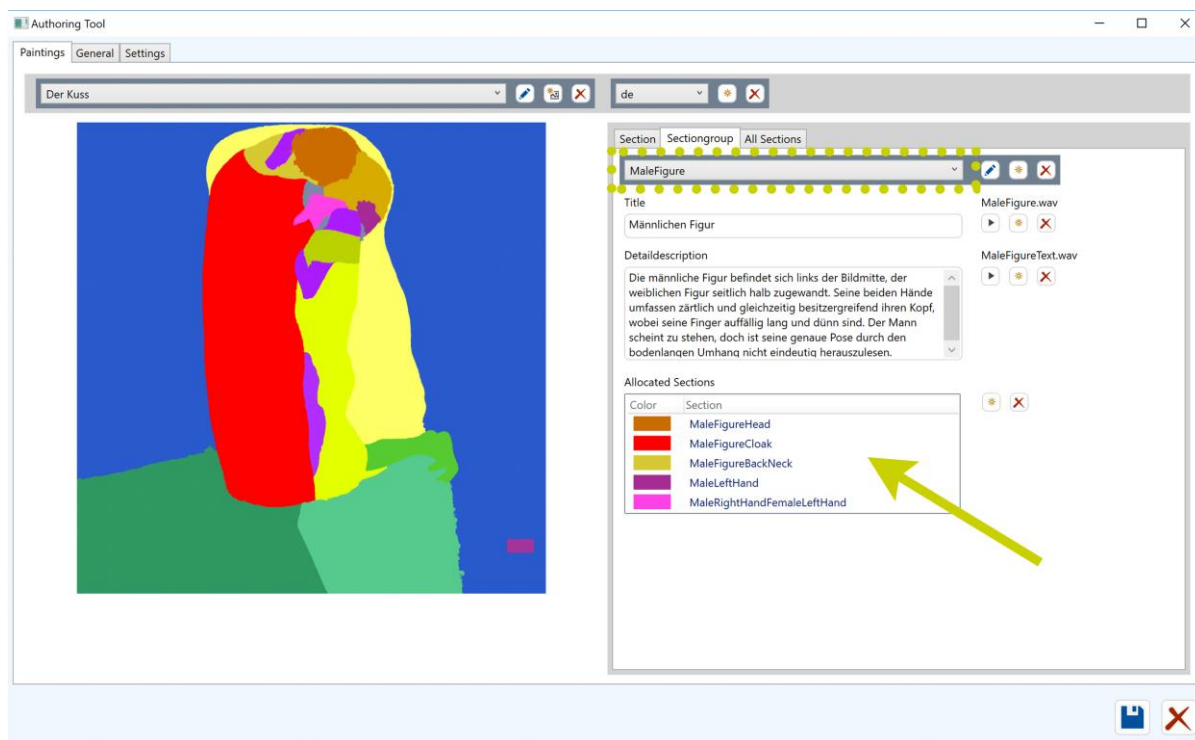 Authoring Tool
Paintings General Settings
Der Kuss
de
Section Sectiongroup All Sections
MaleFigure
Title
MaleFigure.wav
Männlichen Figur
Detaildescription
MaleFigureText.wav
Die männliche Figur befindet sich links der Bildmitte, der
weiblichen Figur seitlich halb zugewandt. Seine beiden Hände
umfassen zärtlich und gleichzeitig besitzergreifend ihren Kopf,
wobei seine Finger auffällig lang und dünn sind. Der Mann
scheint zu stehen, doch ist seine genaue Pose durch den
bodenlangen Umhang nicht eindeutig herauszulesen.
Allocated Sections
Color Section
MaleFigureHead
MaleFigureCloak
MaleFigureBackNeck
MaleLeftHand
MaleRightHandFemaleLeftHand